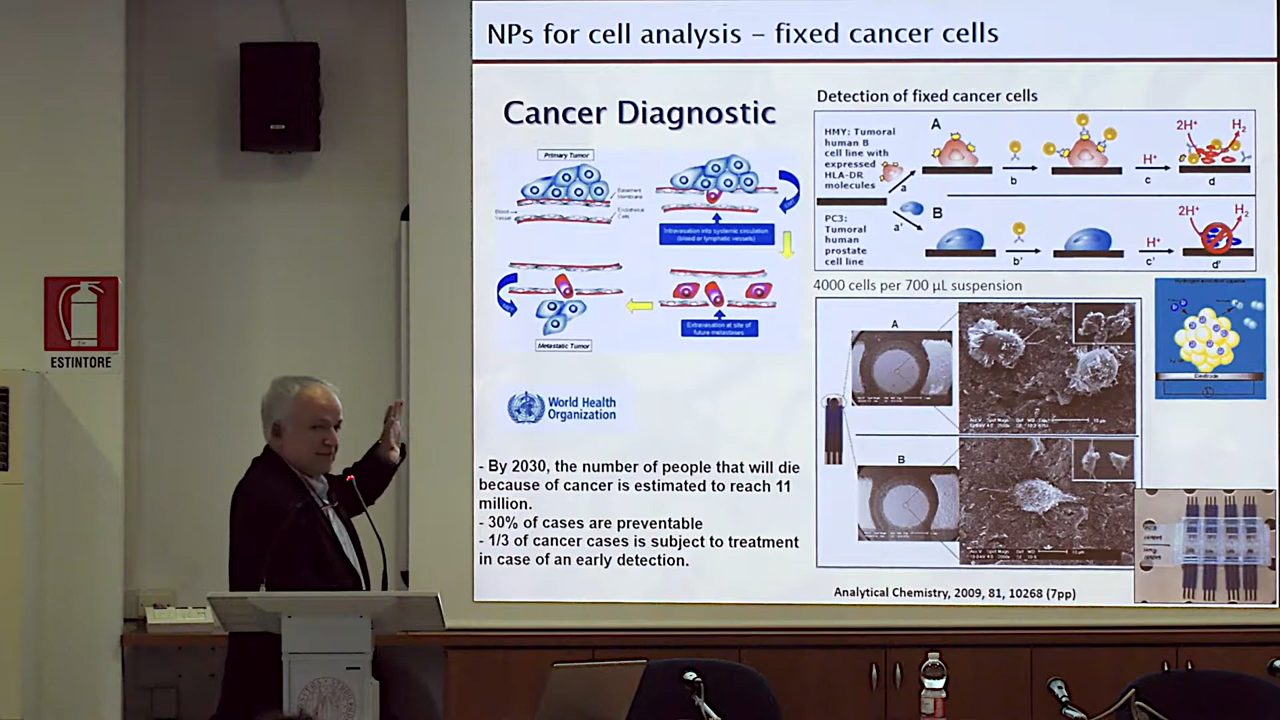 NPs for cell analysis – fixed cancer cells
Cancer Diagnostic
Primary Tumor
Basement
Membrane
Blood
Vessel
Endothelial
Cells
Intravasation into systemic circulation
(blood or lymphatic vessels)
Extravasation at site of
future metastases
Metastatic Tumor
World Health
Organization
- By 2030, the number of people that will die
because of cancer is estimated to reach 11
million.
- 30% of cases are preventable
- 1/3 of cancer cases is subject to treatment
in case of an early detection.
Detection of fixed cancer cells
HMY: Tumoral
human B
cell line with
expressed
HLA-DR
molecules
A
a
b
H⁺
c
2H⁺
H₂
d
PC3:
Tumoral
human
prostate
cell line
B
a'
b'
H⁺
c'
2H⁺
H₂
d'
4000 cells per 700 µL suspension
A
B
Electrode
Analytical Chemistry, 2009, 81, 10268 (7pp)
ESTINTORE